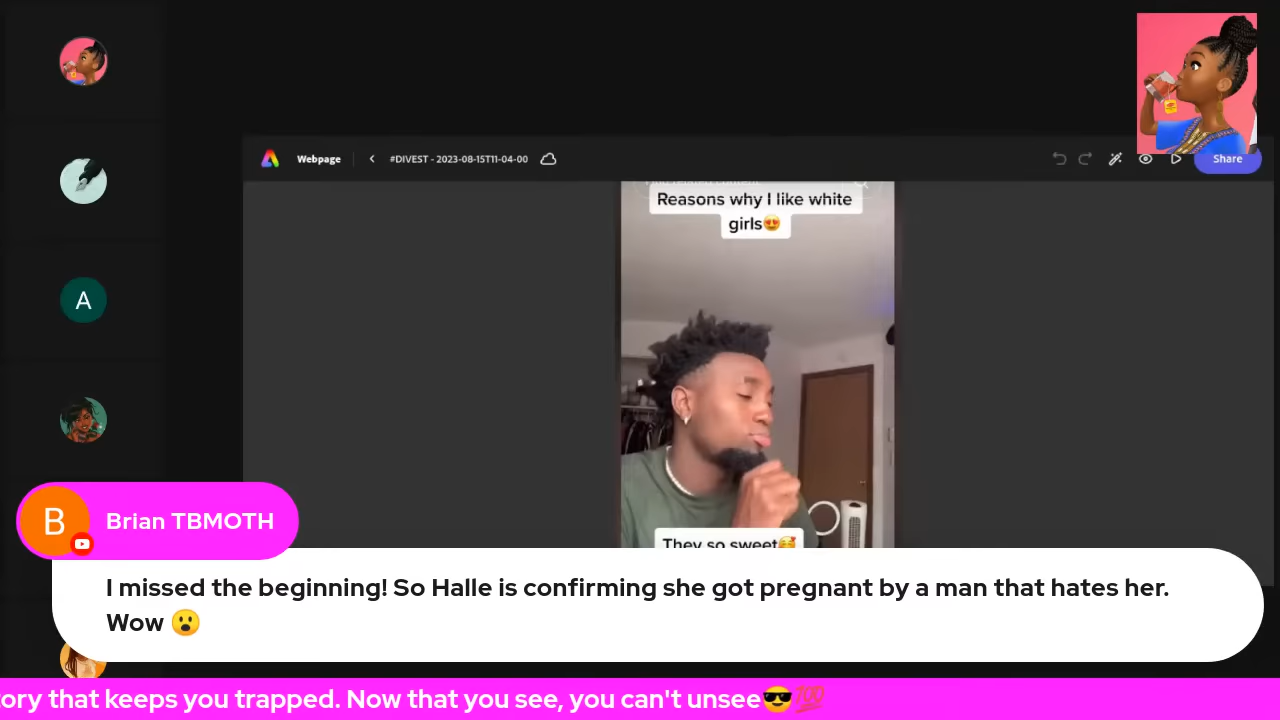 Webpage
#DIVEST - 2023-08-15T11-04-00
Share
Reasons why I like white
girls😍
A
They so sweet🥰
B
Brian TBMOTH
I missed the beginning! So Halle is confirming she got pregnant by a man that hates her.
Wow 😮
that keeps you trapped. Now that you see, you can't unsee😎💯